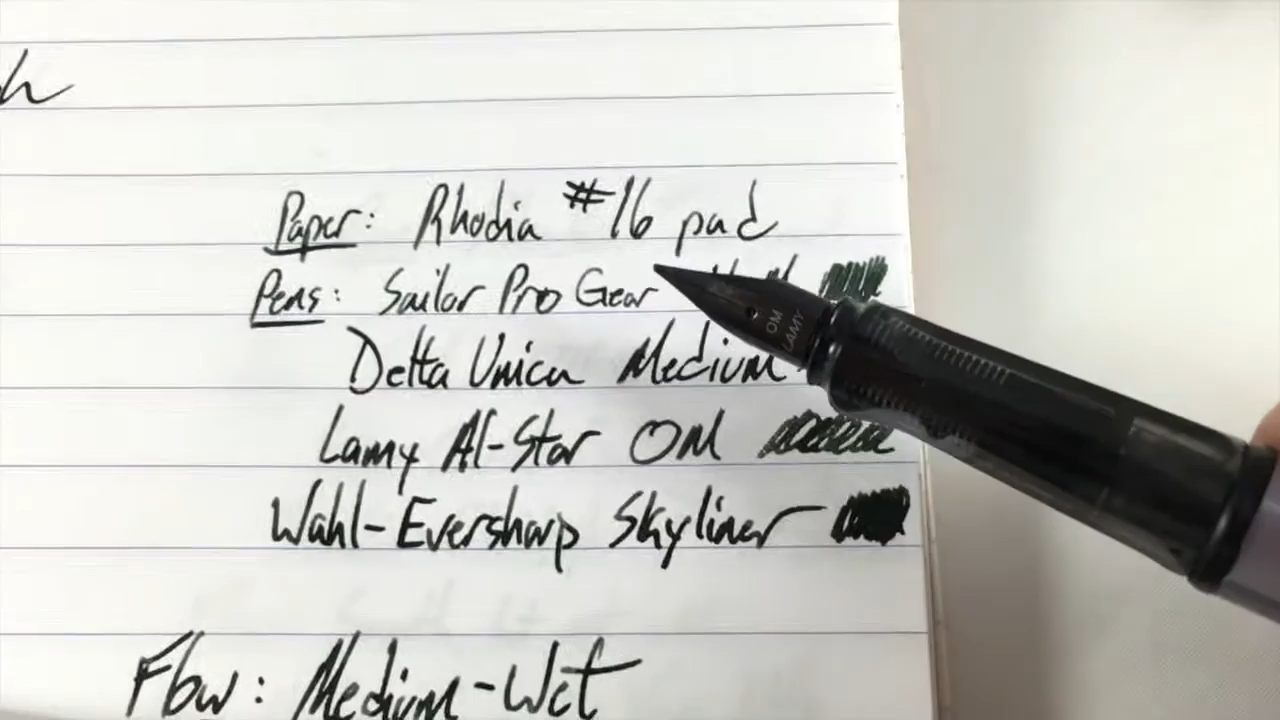 h
Paper: Rhodia #16 pad
Pens: Sailor Pro Gear
Delta Unica Medium
Lamy Al-Star OM
Wahl-Eversharp Skyliner
Flow: Medium-Wet
OM
LAMY